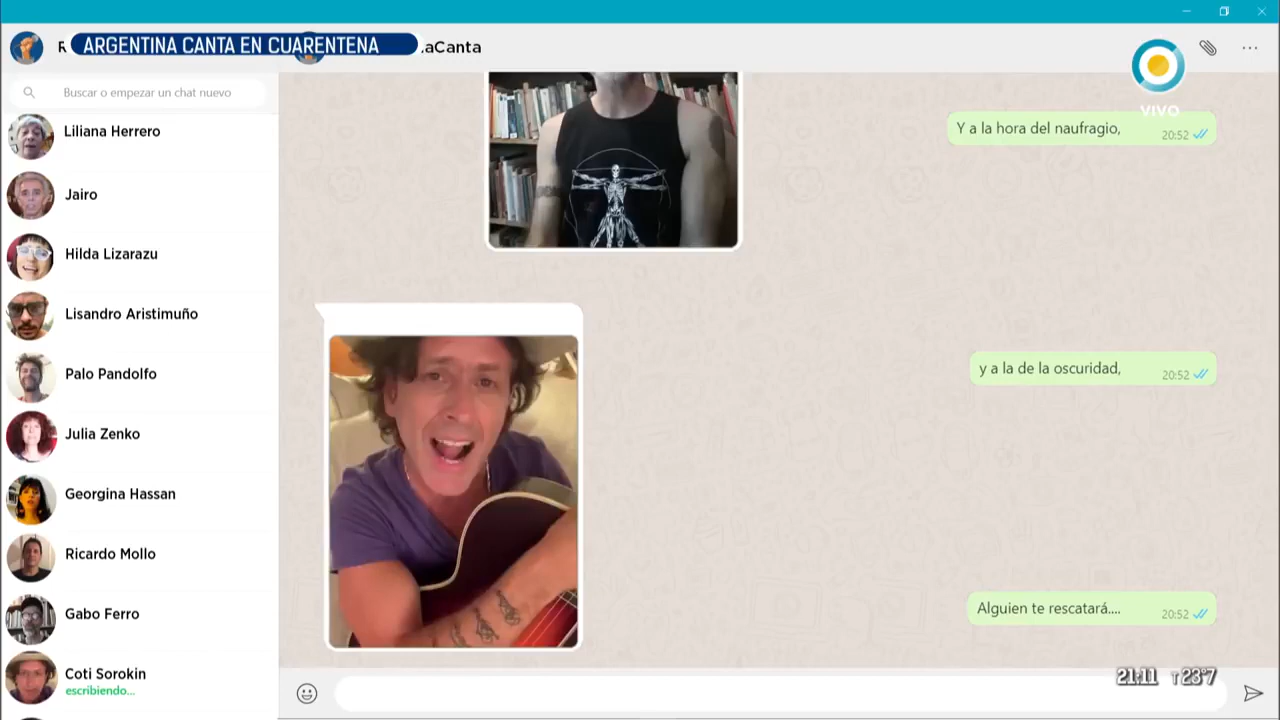 ARGENTINA CANTA EN CUARENTENA
aCanta
VIVO
Buscar o empezar un chat nuevo
Liliana Herrero
Jairo
Hilda Lizarazu
Lisandro Aristimuño
Palo Pandolfo
Julia Zenko
Georgina Hassan
Ricardo Mollo
Gabo Ferro
Coti Sorokin
escribiendo...
Y a la hora del naufragio,
20:52
y a la de la oscuridad,
20:52
Alguien te rescatará....
20:52
21:11 T 23º7